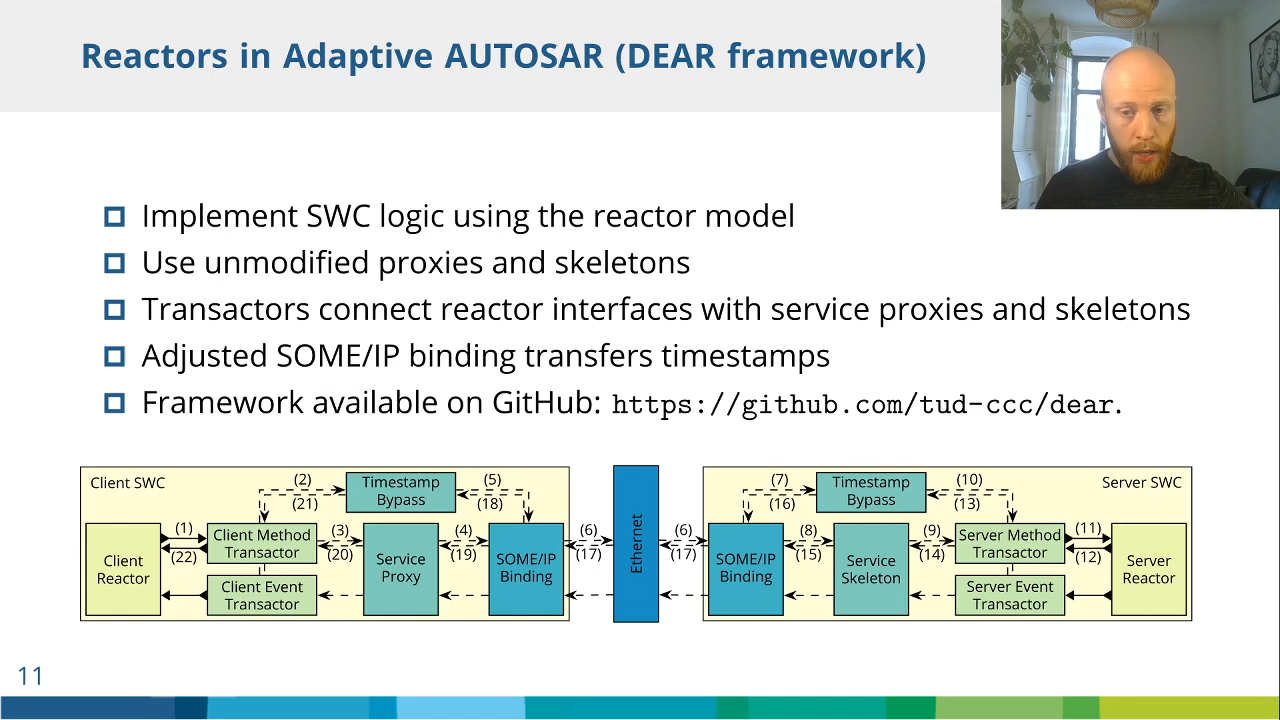 Reactors in Adaptive AUTOSAR (DEAR framework)
Implement SWC logic using the reactor model
Use unmodified proxies and skeletons
Transactors connect reactor interfaces with service proxies and skeletons
Adjusted SOME/IP binding transfers timestamps
Framework available on GitHub: https://github.com/tud-ccc/dear.
Client SWC
Client
Reactor
(1)
(22)
Client Method
Transactor
Client Event
Transactor
(2)
(21)
Timestamp
Bypass
(3)
(20)
Service
Proxy
(5)
(18)
(4)
(19)
SOME/IP
Binding
(6)
(17)
Ethernet
(6)
(17)
Server SWC
SOME/IP
Binding
(7)
(16)
Timestamp
Bypass
(8)
(15)
Service
Skeleton
(10)
(13)
(9)
(14)
Server Method
Transactor
Server Event
Transactor
(11)
(12)
Server
Reactor
11